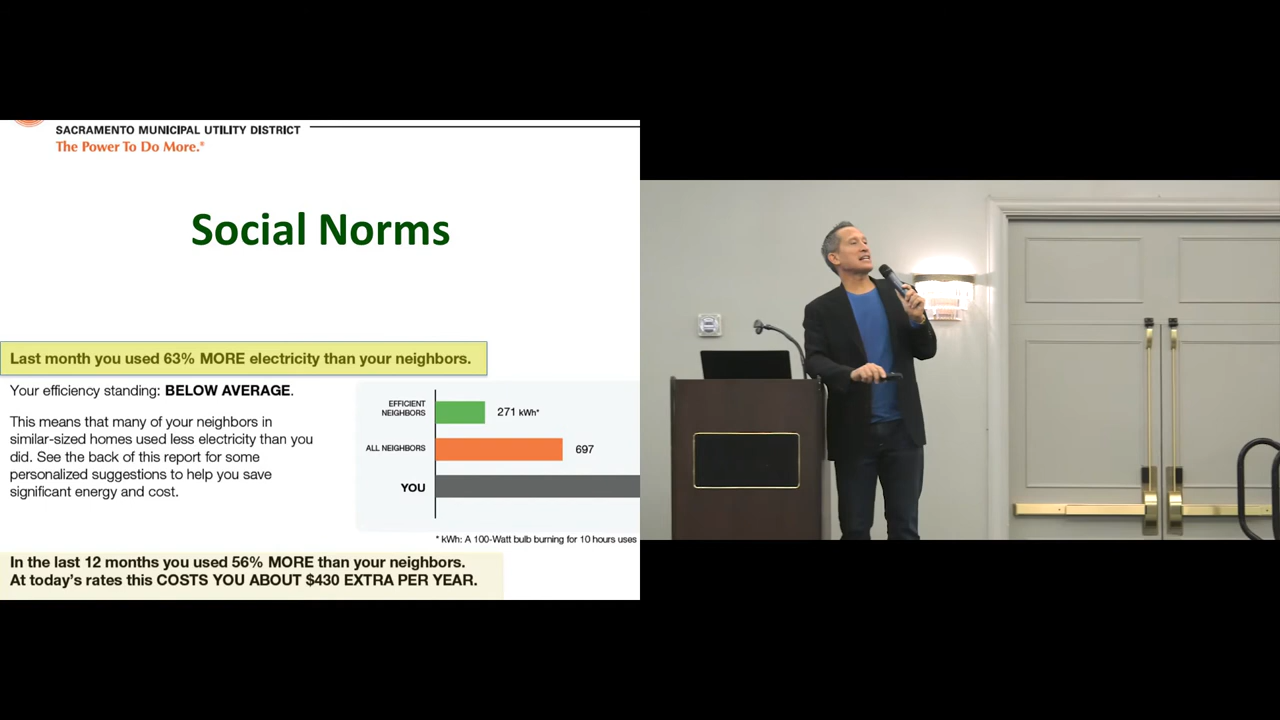 SACRAMENTO MUNICIPAL UTILITY DISTRICT
The Power To Do More.*
Social Norms
Last month you used 63% MORE electricity than your neighbors.
Your efficiency standing: BELOW AVERAGE.
This means that many of your neighbors in
similar-sized homes used less electricity than you
did. See the back of this report for some
personalized suggestions to help you save
significant energy and cost.
EFFICIENT
NEIGHBORS
271 kWh*
ALL NEIGHBORS
697
YOU
* kWh: A 100-Watt bulb burning for 10 hours uses
In the last 12 months you used 56% MORE than your neighbors.
At today's rates this COSTS YOU ABOUT $430 EXTRA PER YEAR.